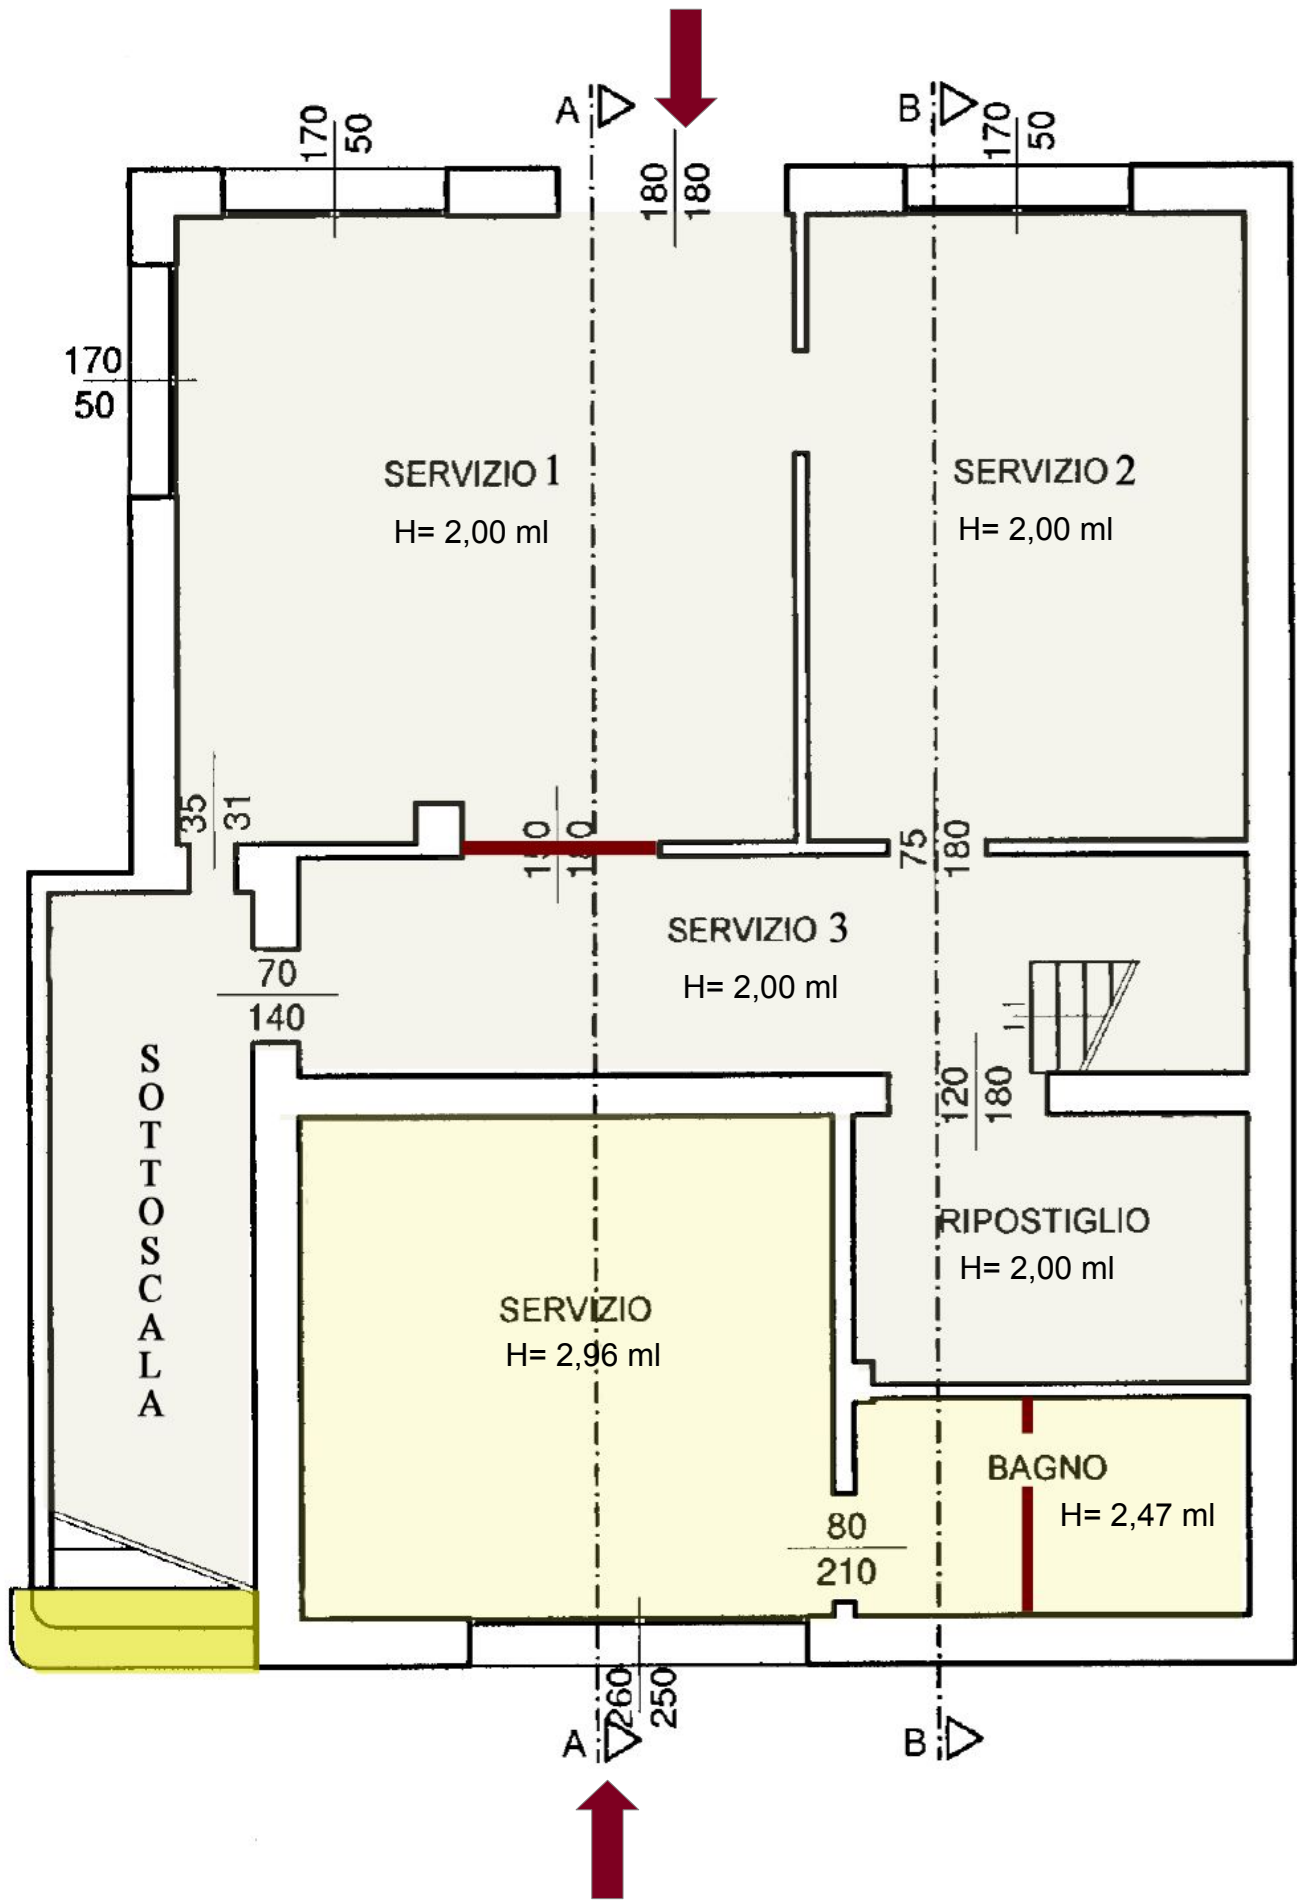 A
B
170
50
180
180
170
50
170
50
SERVIZIO 1
H= 2,00 ml
SERVIZIO 2
H= 2,00 ml
35
31
180
75
180
SERVIZIO 3
H= 2,00 ml
70
140
11
120
180
SOTTOSCALA
RIPOSTIGLIO
H= 2,00 ml
SERVIZIO
H= 2,96 ml
BAGNO
H= 2,47 ml
80
210
260
250
A
B